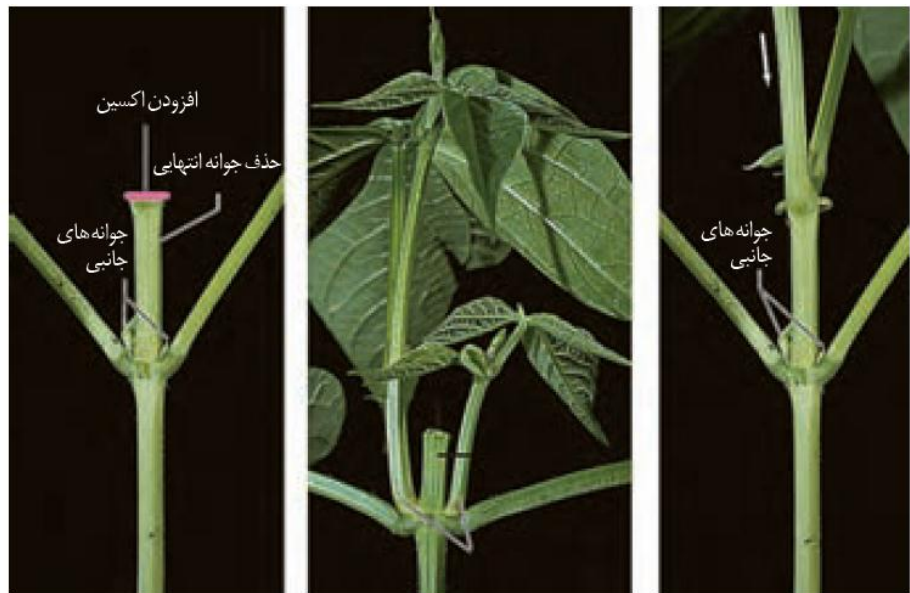 افزودن اکسین
حذف جوانه انتهایی
جوانه‌های
جانبی
جوانه‌های
جانبی